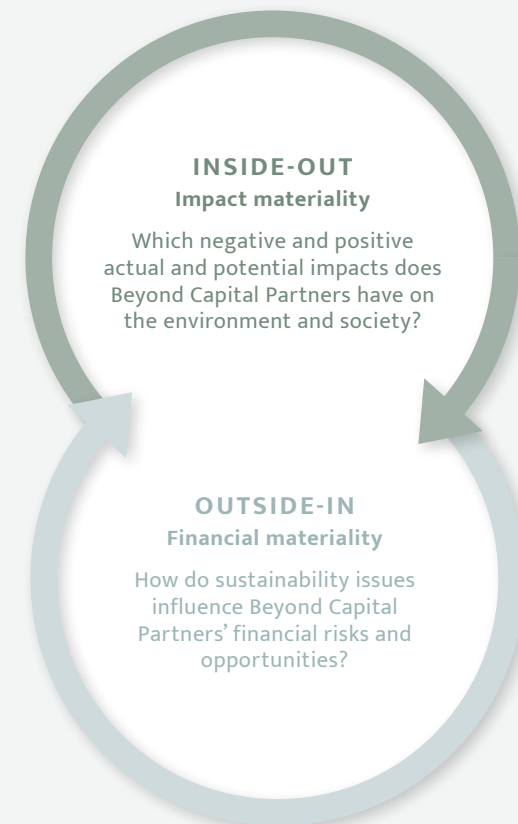 INSIDE-OUT
Impact materiality
Which negative and positive
actual and potential impacts does
Beyond Capital Partners have on
the environment and society?
OUTSIDE-IN
Financial materiality
How do sustainability issues
influence Beyond Capital
Partners’ financial risks and
opportunities?